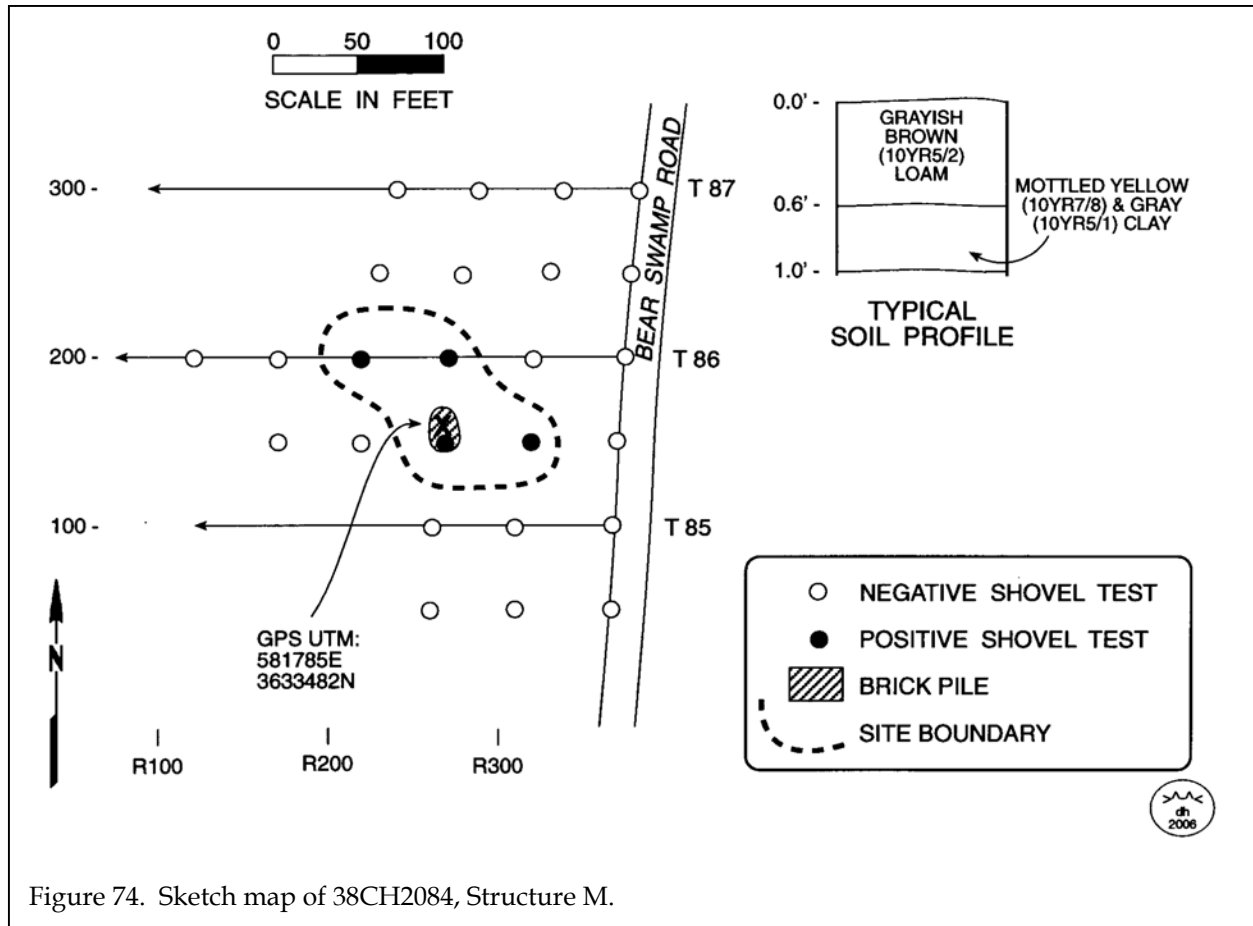 0 50 100
SCALE IN FEET
300 -
200 -
100 -
BEAR SWAMP ROAD
T 87
T 86
T 85
0.0' -
GRAYISH
BROWN
(10YR5/2)
LOAM
0.6' -
MOTTLED YELLOW
(10YR7/8) & GRAY
(10YR5/1) CLAY
1.0' -
TYPICAL
SOIL PROFILE
X
N
GPS UTM:
581785E
3633482N
R100 R200 R300
NEGATIVE SHOVEL TEST
POSITIVE SHOVEL TEST
BRICK PILE
SITE BOUNDARY
dh
2006
Figure 74. Sketch map of 38CH2084, Structure M.